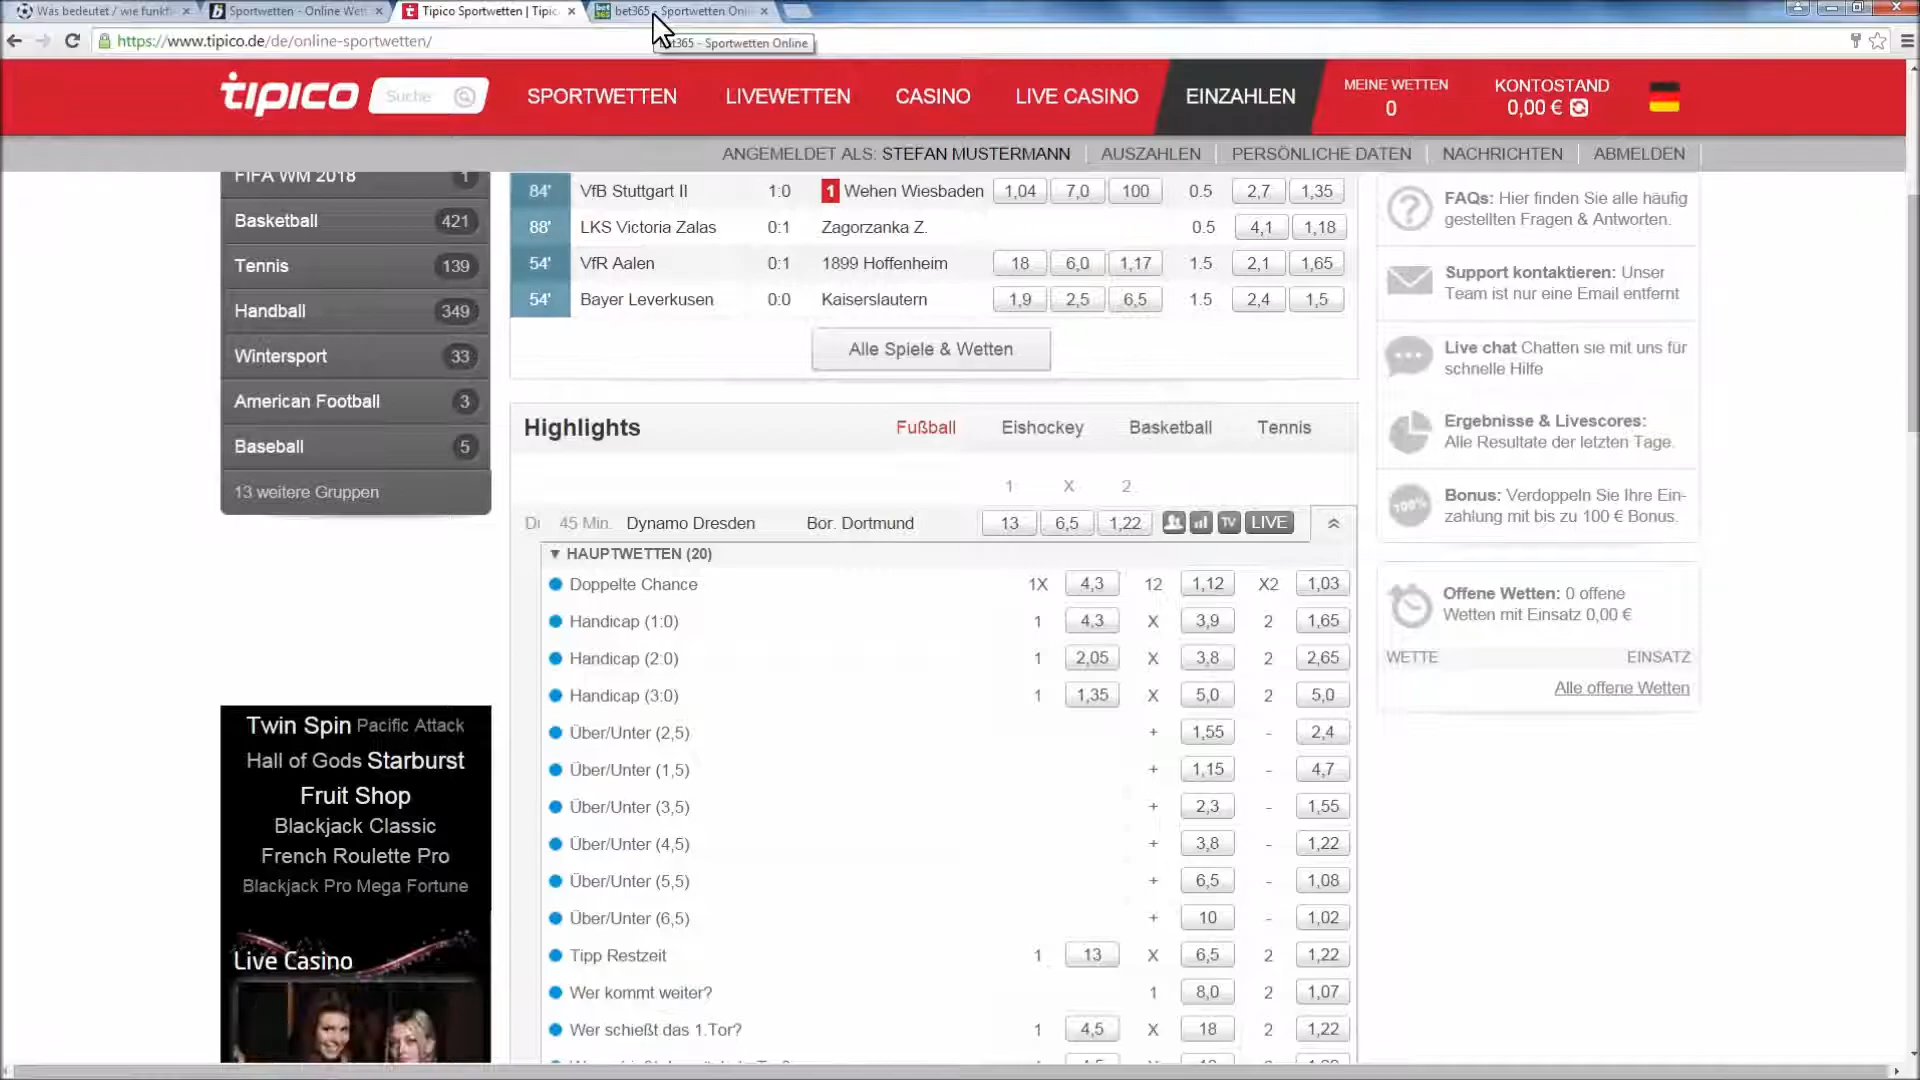 Was bedeutet / wie funkt
Sportwetten - Online Wet
Tipico Sportwetten | Tipic
bet365 - Sportwetten Onl
https://www.tipico.de/de/online-sportwetten/
365 - Sportwetten Online
tipico Suche SPORTWETTEN LIVEWETTEN CASINO LIVE CASINO EINZAHLEN MEINE WETTEN 0 KONTOSTAND 0,00 €
ANGEMELDET ALS: STEFAN MUSTERMANN AUSZAHLEN PERSÖNLICHE DATEN NACHRICHTEN ABMELDEN
FIFA WM 2018 1
Basketball 421
Tennis 139
Handball 349
Wintersport 33
American Football 3
Baseball 5
13 weitere Gruppen
Twin Spin Pacific Attack
Hall of Gods Starburst
Fruit Shop
Blackjack Classic
French Roulette Pro
Blackjack Pro Mega Fortune
Live Casino
84' VfB Stuttgart II 1:0 1 Wehen Wiesbaden 1,04 7,0 100 0.5 2,7 1,35
88' LKS Victoria Zalas 0:1 Zagorzanka Z. 0.5 4,1 1,18
54' VfR Aalen 0:1 1899 Hoffenheim 18 6,0 1,17 1.5 2,1 1,65
54' Bayer Leverkusen 0:0 Kaiserslautern 1,9 2,5 6,5 1.5 2,4 1,5
Alle Spiele & Wetten
Highlights Fußball Eishockey Basketball Tennis
1 X 2
Di 45 Min. Dynamo Dresden Bor. Dortmund 13 6,5 1,22 TV LIVE
HAUPTWETTEN (20)
Doppelte Chance 1X 4,3 12 1,12 X2 1,03
Handicap (1:0) 1 4,3 X 3,9 2 1,65
Handicap (2:0) 1 2,05 X 3,8 2 2,65
Handicap (3:0) 1 1,35 X 5,0 2 5,0
Über/Unter (2,5) + 1,55 - 2,4
Über/Unter (1,5) + 1,15 - 4,7
Über/Unter (3,5) + 2,3 - 1,55
Über/Unter (4,5) + 3,8 - 1,22
Über/Unter (5,5) + 6,5 - 1,08
Über/Unter (6,5) + 10 - 1,02
Tipp Restzeit 1 13 X 6,5 2 1,22
Wer kommt weiter? 1 8,0 2 1,07
Wer schießt das 1.Tor? 1 4,5 X 18 2 1,22
FAQs: Hier finden Sie alle häufig
gestellten Fragen & Antworten.
Support kontaktieren: Unser
Team ist nur eine Email entfernt
Live chat Chatten sie mit uns für
schnelle Hilfe
Ergebnisse & Livescores:
Alle Resultate der letzten Tage.
100%
Bonus: Verdoppeln Sie Ihre Ein-
zahlung mit bis zu 100 € Bonus.
Offene Wetten: 0 offene
Wetten mit Einsatz 0,00 €
WETTE EINSATZ
Alle offene Wetten